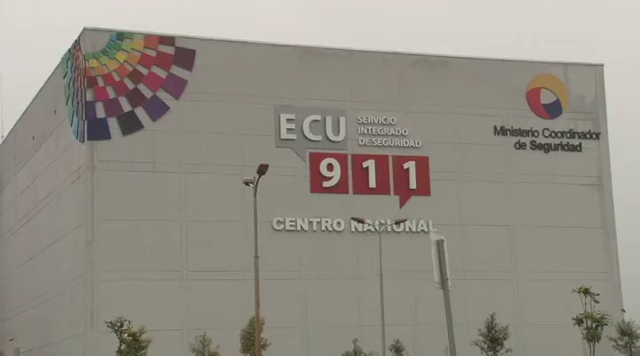 ECU
SERVICIO
INTEGRADO
DE SEGURIDAD
911
CENTRO NACIONAL
Ministerio Coordinador
de Seguridad